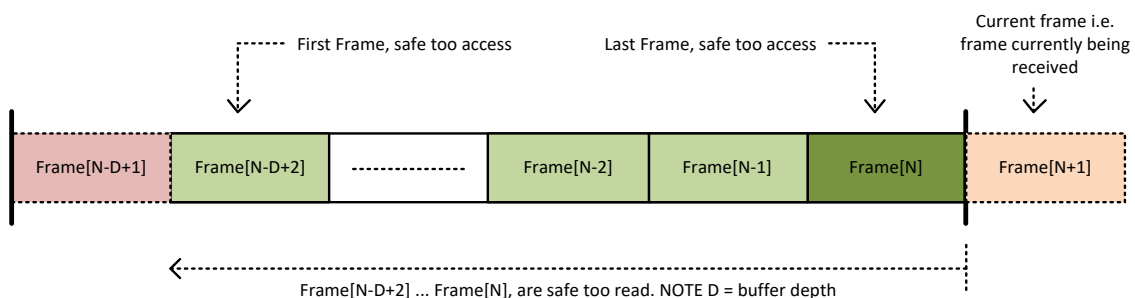 First Frame, safe too access
Last Frame, safe too access
Current frame i.e.
frame currently being
received
Frame[N-D+1]
Frame[N-D+2]
Frame[N-2]
Frame[N-1]
Frame[N]
Frame[N+1]
Frame[N-D+2] ... Frame[N], are safe too read. NOTE D = buffer depth